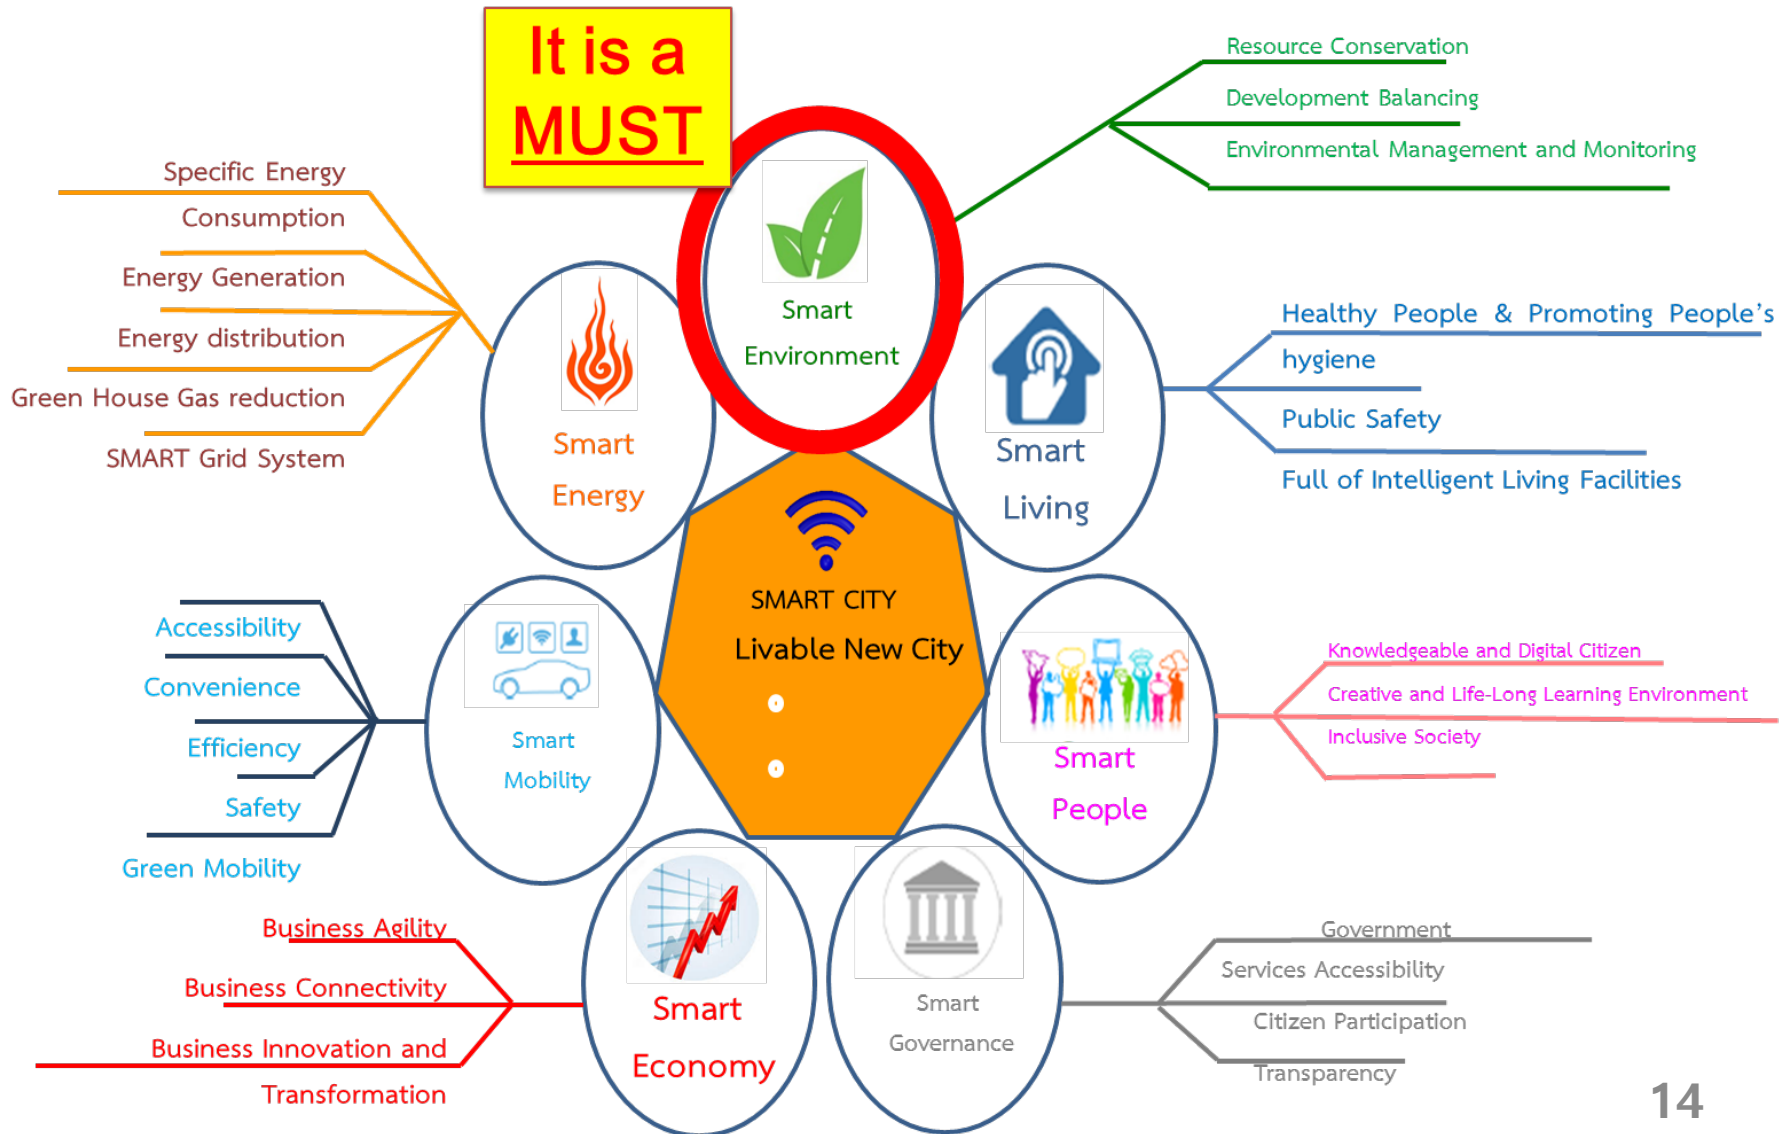 It is a
MUST
Resource Conservation
Development Balancing
Environmental Management and Monitoring
Smart
Environment
Specific Energy
Consumption
Energy Generation
Energy distribution
Green House Gas reduction
SMART Grid System
Smart
Energy
Smart
Living
Healthy People & Promoting People's
hygiene
Public Safety
Full of Intelligent Living Facilities
SMART CITY
Livable New City
Accessibility
Convenience
Efficiency
Safety
Green Mobility
Smart
Mobility
Smart
People
Knowledgeable and Digital Citizen
Creative and Life-Long Learning Environment
Inclusive Society
Business Agility
Business Connectivity
Business Innovation and
Transformation
Smart
Economy
Smart
Governance
Government
Services Accessibility
Citizen Participation
Transparency
14